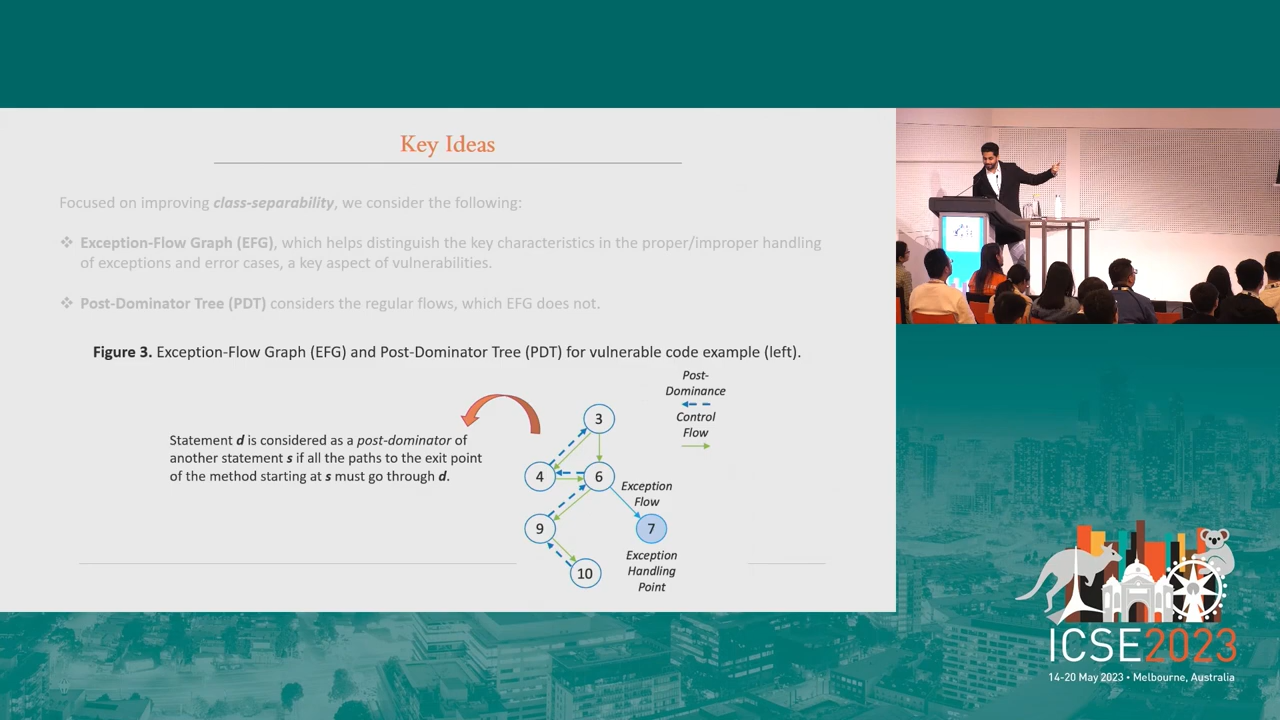 Key Ideas
Focused on improving class-separability, we consider the following:
❖ Exception-Flow Graph (EFG), which helps distinguish the key characteristics in the proper/improper handling
of exceptions and error cases, a key aspect of vulnerabilities.
❖ Post-Dominator Tree (PDT) considers the regular flows, which EFG does not.
Figure 3. Exception-Flow Graph (EFG) and Post-Dominator Tree (PDT) for vulnerable code example (left).
Statement d is considered as a post-dominator of
another statement s if all the paths to the exit point
of the method starting at s must go through d.
3
4
6
9
7
10
Exception
Flow
Exception
Handling
Point
Post-
Dominance
Control
Flow
ICSE2023
14-20 May 2023 • Melbourne, Australia